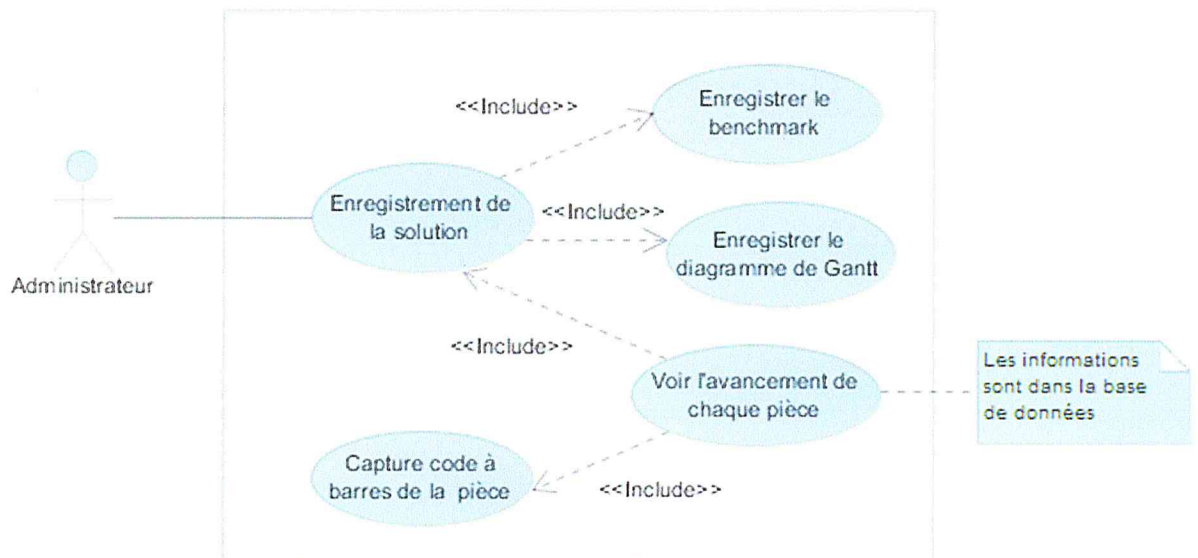 <<Include>>
Enregistrer le
benchmark
Enregistrement de
la solution
<<Include>>
Enregistrer le
diagramme de Gantt
Administrateur
<<Include>>
Voir l'avancement de
chaque pièce
Les informations
sont dans la base
de données
Capture code à
barres de la pièce
<<Include>>